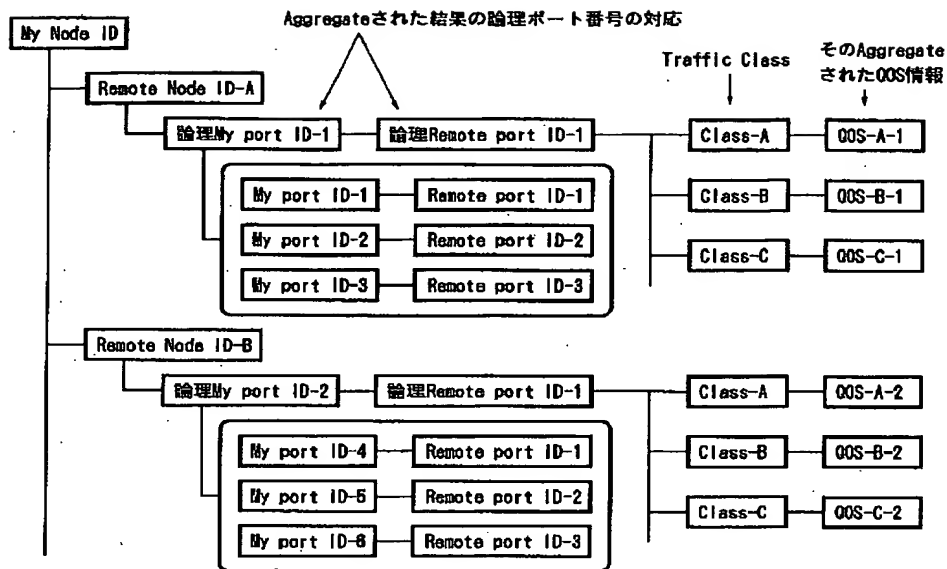 Aggregateされた結果の論理ポート番号の対応
My Node ID
Traffic Class
そのAggregate
されたQOS情報
Remote Node ID-A
論理My port ID-1
論理Remote port ID-1
Class-A
QOS-A-1
My port ID-1
Remote port ID-1
Class-B
QOS-B-1
My port ID-2
Remote port ID-2
Class-C
QOS-C-1
My port ID-3
Remote port ID-3
Remote Node ID-B
論理My port ID-2
論理Remote port ID-1
Class-A
QOS-A-2
My port ID-4
Remote port ID-1
Class-B
QOS-B-2
My port ID-5
Remote port ID-2
Class-C
QOS-C-2
My port ID-6
Remote port ID-3